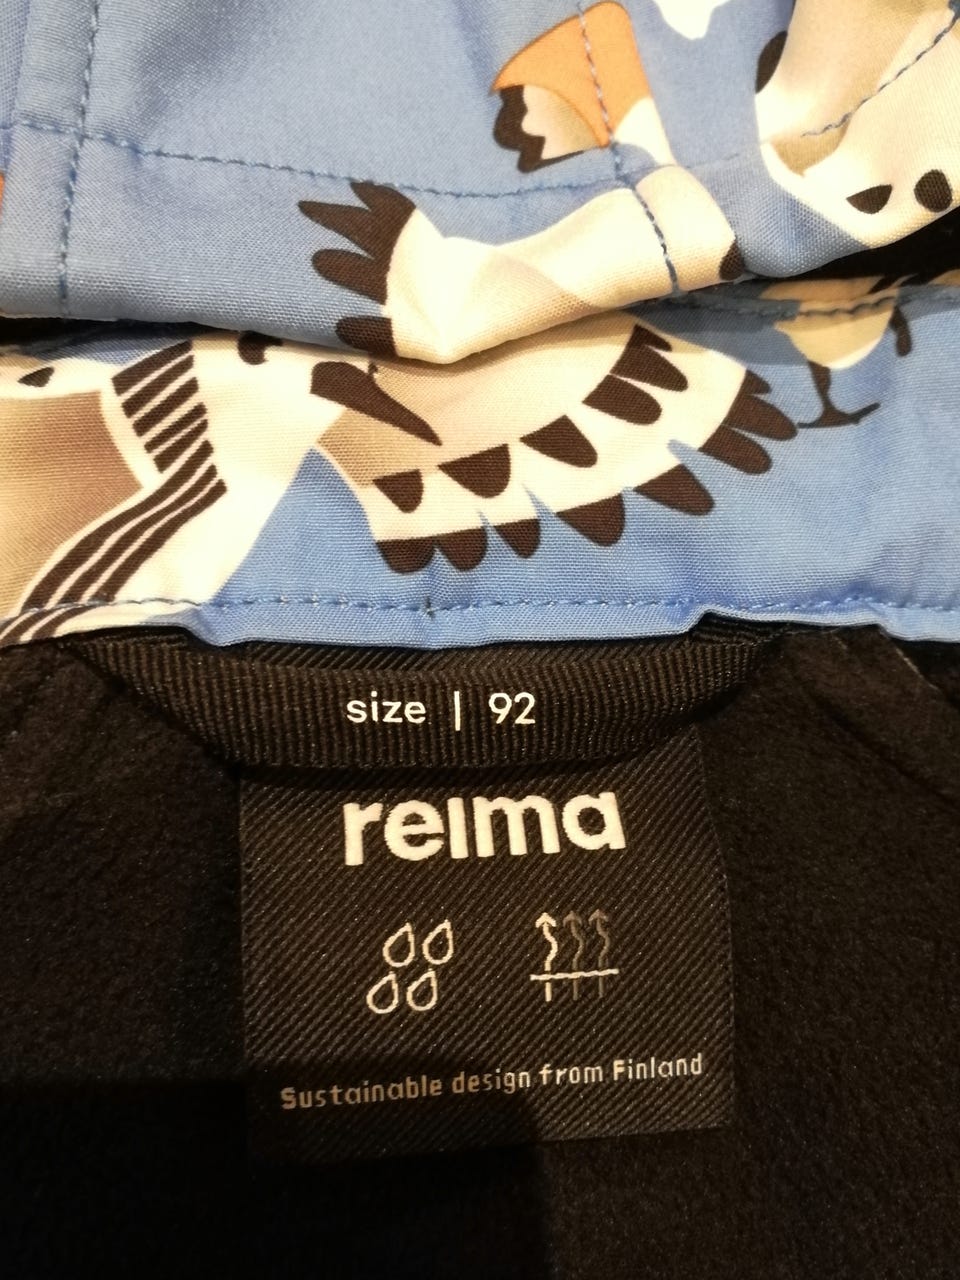 size | 92
reima
Sustainable design from Finland